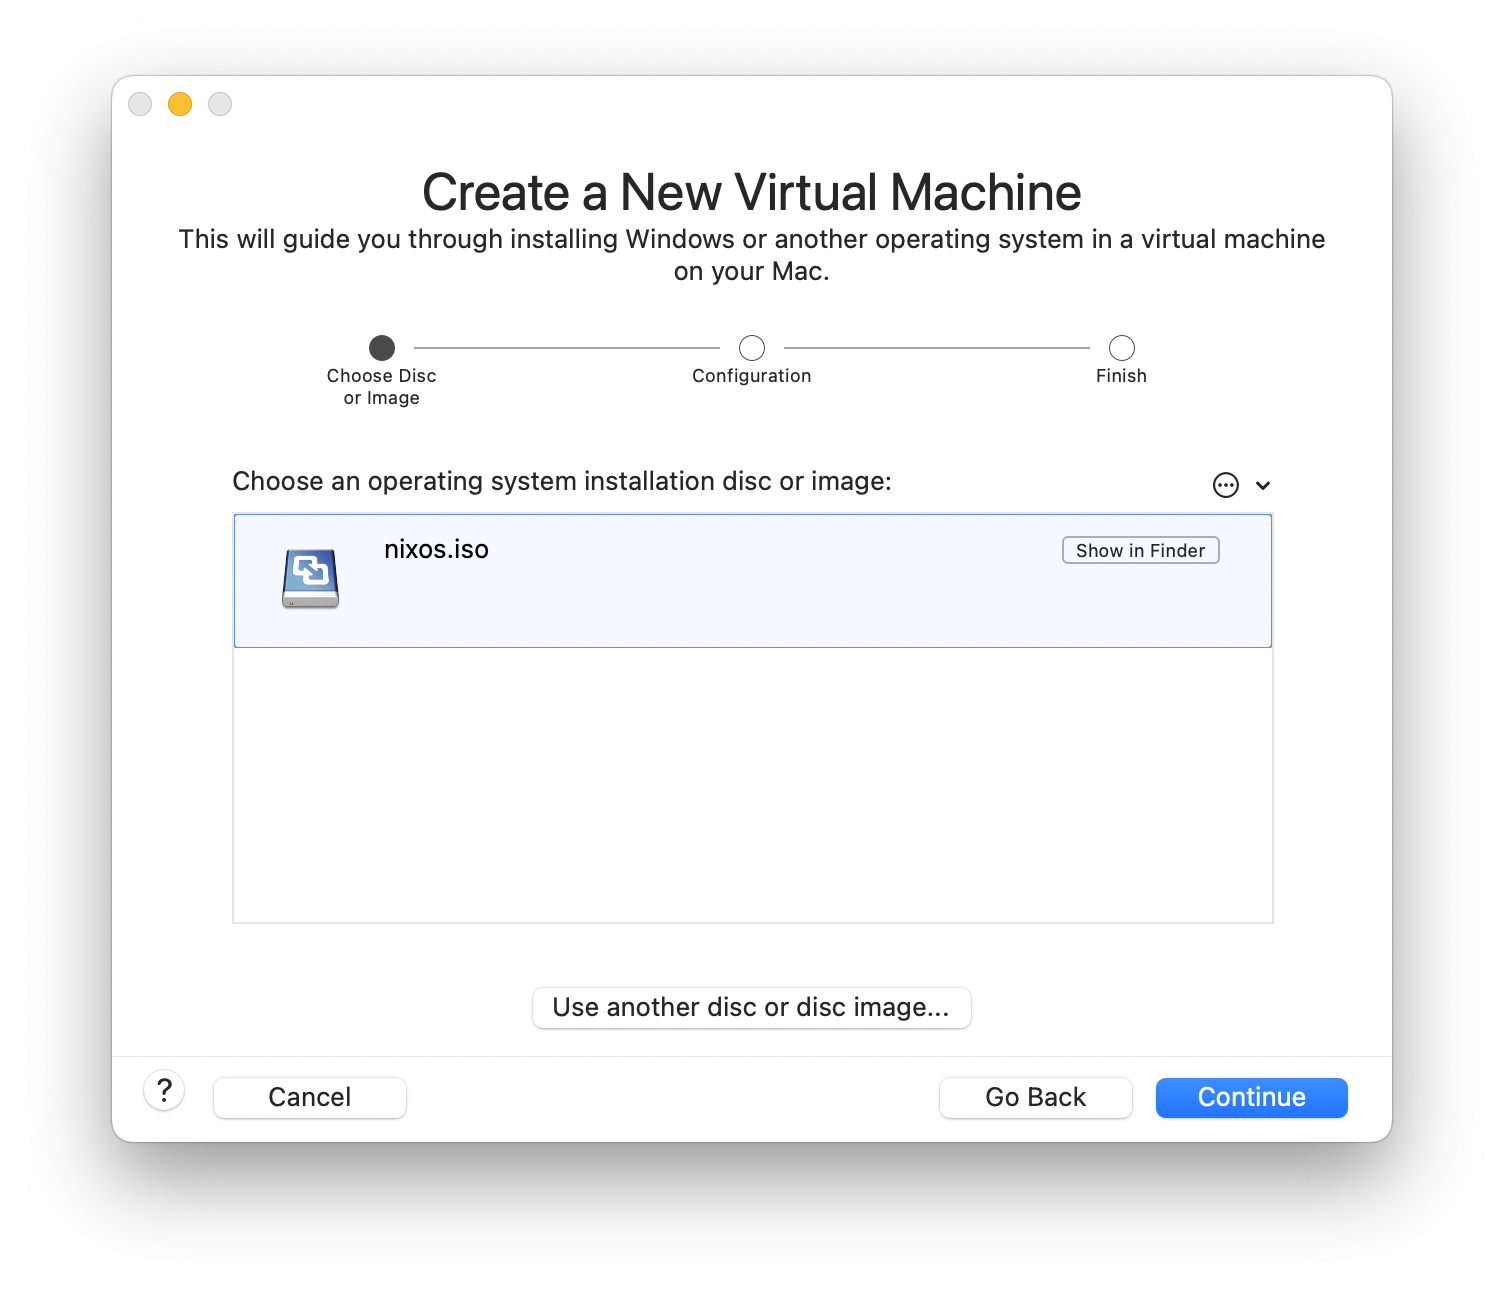 Create a New Virtual Machine
This will guide you through installing Windows or another operating system in a virtual machine
on your Mac.
Choose Disc
or Image
Configuration
Finish
Choose an operating system installation disc or image:
nixos.iso
Show in Finder
Use another disc or disc image...
?
Cancel
Go Back
Continue